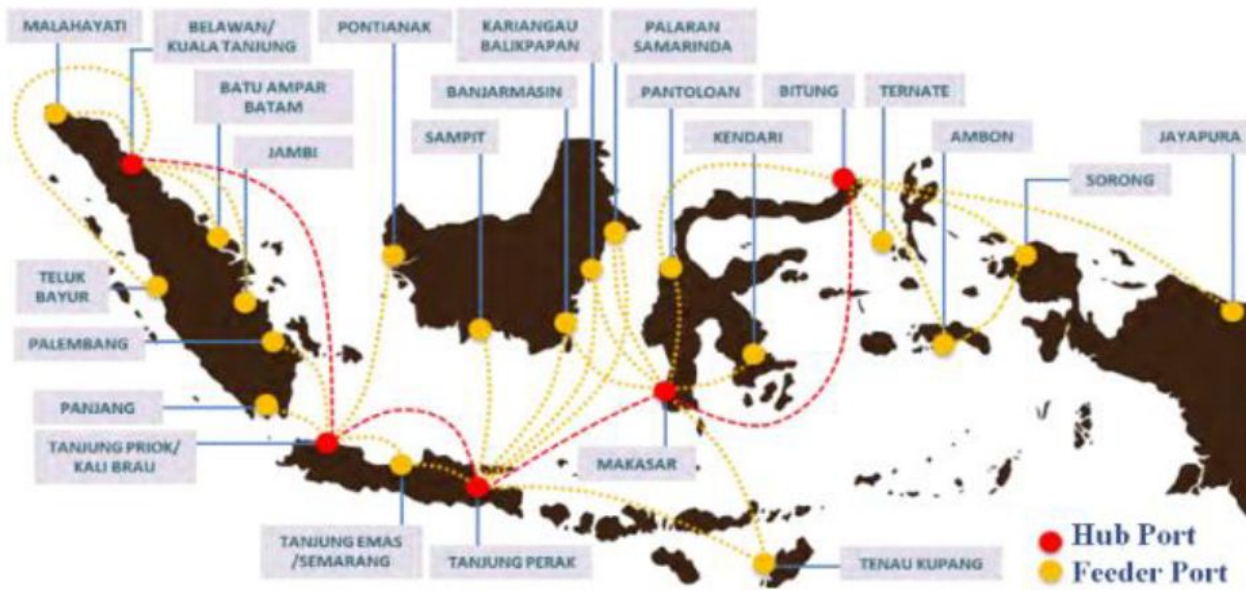 MALAHAYATI
BELAWAN/
KUALA TANJUNG
PONTIANAK
KARIANGAU
BALIKPAPAN
PALARAN
SAMARINDA
BATU AMPAR
BATAM
BANJARMASIN
PANTOLOAN
BITUNG
TERNATE
JAMBI
SAMPIT
KENDARI
AMBON
JAYAPURA
SORONG
TELUK
BAYUR
PALEMBANG
PANJANG
TANJUNG PRIOK/
KALI BRAU
MAKASAR
TANJUNG EMAS
/SEMARANG
TANJUNG PERAK
TENAU KUPANG
Hub Port
Feeder Port